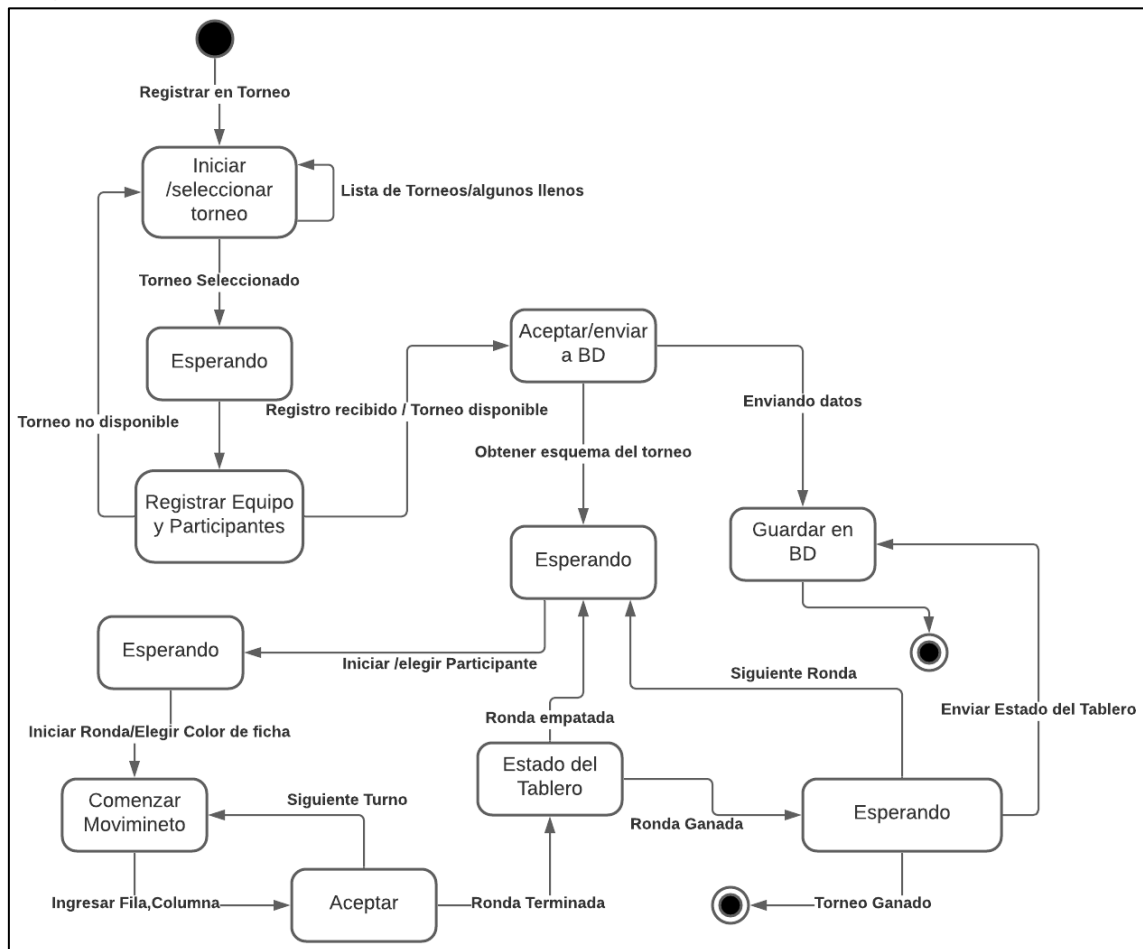 Registrar en Torneo
Iniciar
/seleccionar
torneo
Lista de Torneos/algunos llenos
Torneo Seleccionado
Esperando
Aceptar/enviar
a BD
Torneo no disponible
Registro recibido / Torneo disponible
Enviando datos
Obtener esquema del torneo
Registrar Equipo
y Participantes
Esperando
Guardar en
BD
Esperando
Iniciar /elegir Participante
Siguiente Ronda
Enviar Estado del Tablero
Iniciar Ronda/Elegir Color de ficha
Ronda empatada
Estado del
Tablero
Comenzar
Movimineto
Siguiente Turno
Ronda Ganada
Esperando
Ingresar Fila,Columna
Aceptar
Ronda Terminada
Torneo Ganado